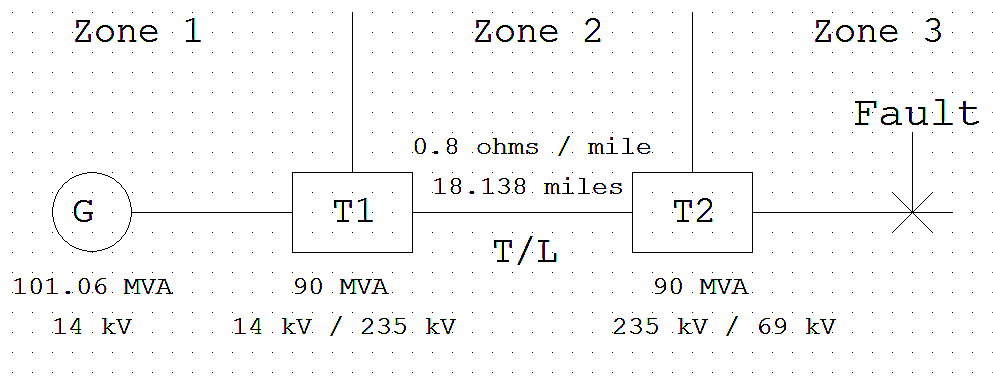 Zone 1
Zone 2
Zone 3
Fault
0.8 ohms / mile
18.138 miles
G
T1
T2
T/L
101.06 MVA
90 MVA
90 MVA
14 kV
14 kV / 235 kV
235 kV / 69 kV